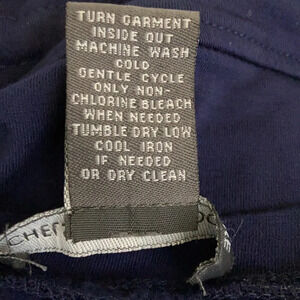 TURN GARMENT
INSIDE OUT
MACHINE WASH
COLD
GENTLE CYCLE
ONLY NON-
CHLORINE BLEACH
WHEN NEEDED
TUMBLE DRY LOW
COOL IRON
IF NEEDED
OR DRY CLEAN